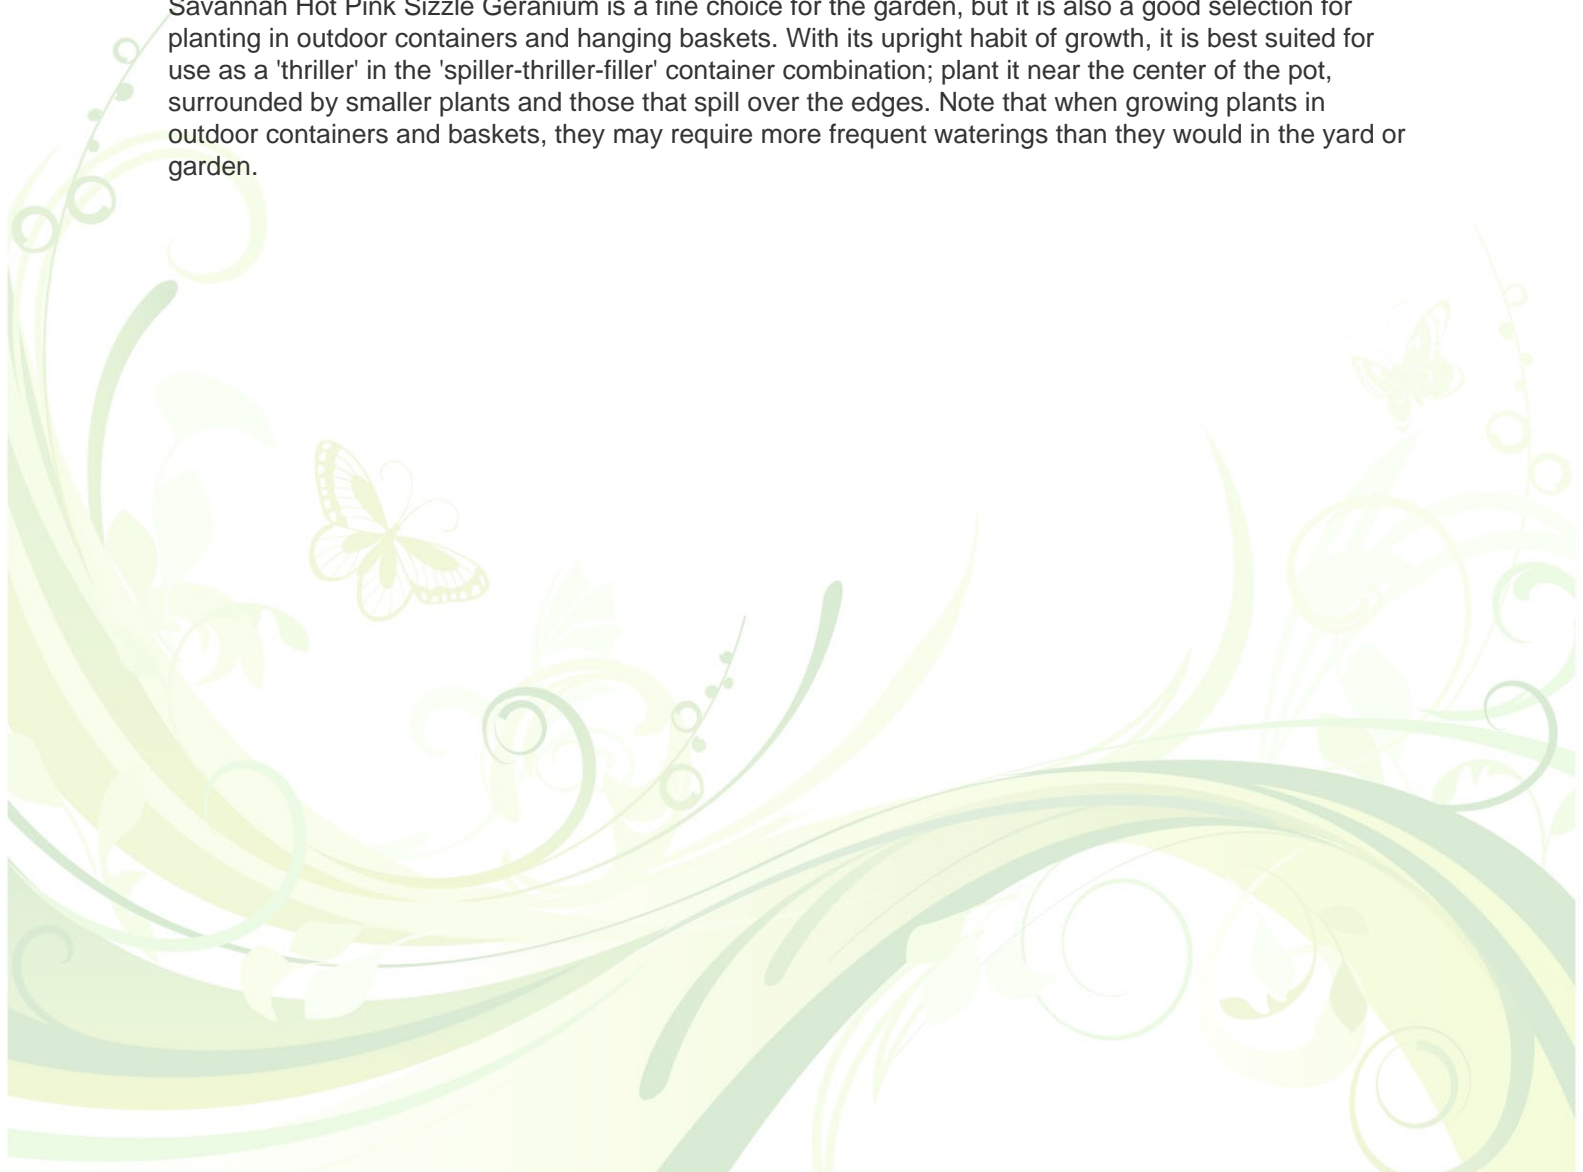 Savannah Hot Pink Sizzle Geranium is a fine choice for the garden, but it is also a good selection for
planting in outdoor containers and hanging baskets. With its upright habit of growth, it is best suited for
use as a 'thriller' in the 'spiller-thriller-filler' container combination; plant it near the center of the pot,
surrounded by smaller plants and those that spill over the edges. Note that when growing plants in
outdoor containers and baskets, they may require more frequent waterings than they would in the yard or
garden.